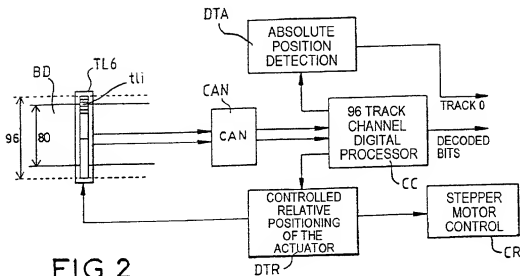 DTA
ABSOLUTE
POSITION
DETECTION
TL6
BD
tli
CAN
TRACK 0
96
80
CAN
96 TRACK
CHANNEL
DIGITAL
PROCESSOR
DECODED
BITS
CC
CONTROLLED
RELATIVE
POSITIONING
OF THE
ACTUATOR
STEPPER
MOTOR
CONTROL
FIG 2
DTR
CR